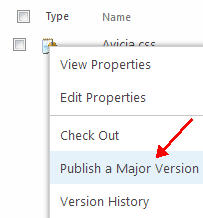 Type Name
Avicia.css
View Properties
Edit Properties
Check Out
Publish a Major Version
Version History